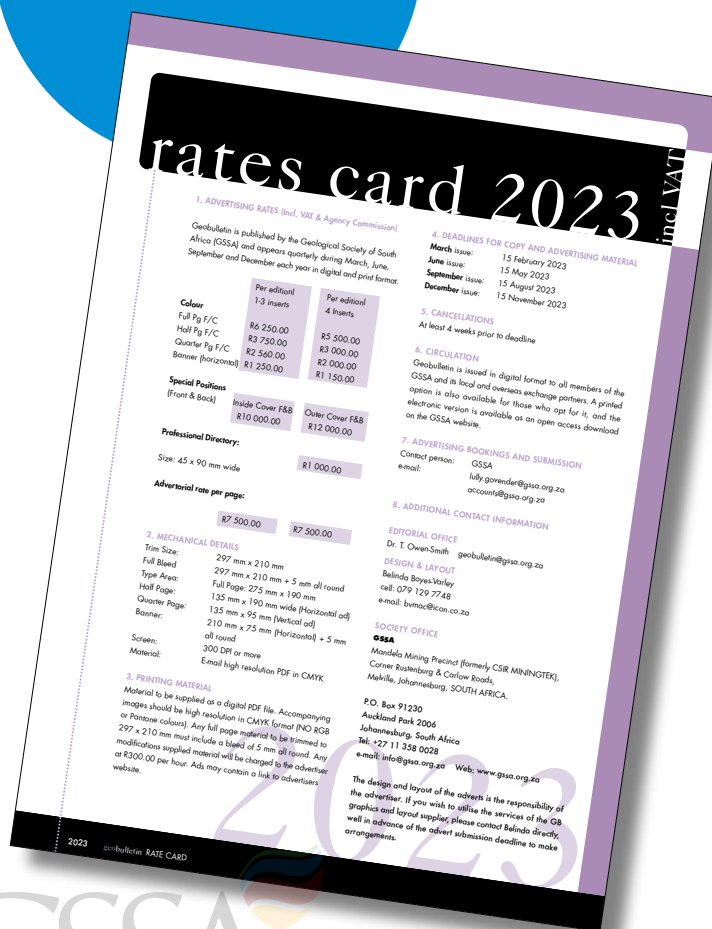 rates card 2023
incl VAT
1. ADVERTISING RATES (Incl. VAT & Agency Commission)
Geobulletin is published by the Geological Society of South
Africa (GSSA) and appears quarterly during March, June,
September and December each year in digital and print format.
Per editionl Per editionl
1-3 inserts 4 Inserts
Colour
Full Pg F/C R6 250.00 R5 500.00
Half Pg F/C R3 750.00 R3 000.00
Quarter Pg F/C R2 560.00 R2 000.00
Banner (horizontal) R1 250.00 R1 150.00
Special Positions
(Front & Back) Inside Cover F&B Outer Cover F&B
R10 000.00 R12 000.00
Professional Directory:
Size: 45 x 90 mm wide R1 000.00
Advertorial rate per page:
R7 500.00 R7 500.00
2. MECHANICAL DETAILS
Trim Size: 297 mm x 210 mm
Full Bleed 297 mm x 210 mm + 5 mm all round
Type Area: Full Page: 275 mm x 190 mm
Half Page: 135 mm x 190 mm wide (Horizontal ad)
Quarter Page: 135 mm x 95 mm (Vertical ad)
Banner: 210 mm x 75 mm (Horizontal) + 5 mm
all round
Screen: 300 DPI or more
Material: E-mail high resolution PDF in CMYK
3. PRINTING MATERIAL
Material to be supplied as a digital PDF file. Accompanying
images should be high resolution in CMYK format (NO RGB
or Pantone colours). Any full page material to be trimmed to
297 x 210 mm must include a bleed of 5 mm all round. Any
modifications supplied material will be charged to the advertiser
at R300.00 per hour. Ads may contain a link to advertisers
website.
4. DEADLINES FOR COPY AND ADVERTISING MATERIAL
March issue: 15 February 2023
June issue: 15 May 2023
September issue: 15 August 2023
December issue: 15 November 2023
5. CANCELLATIONS
At least 4 weeks prior to deadline
6. CIRCULATION
Geobulletin is issued in digital format to all members of the
GSSA and its local and overseas exchange partners. A printed
option is also available for those who opt for it, and the
electronic version is available as an open access download
on the GSSA website.
7. ADVERTISING BOOKINGS AND SUBMISSION
Contact person: GSSA
e-mail: lully.govender@gssa.org.za
accounts@gssa.org.za
8. ADDITIONAL CONTACT INFORMATION
EDITORIAL OFFICE
Dr. T. Owen-Smith geobulletin@gssa.org.za
DESIGN & LAYOUT
Belinda Boyes-Varley
cell: 079 129 7748
e-mail: bvmac@icon.co.za
SOCIETY OFFICE
GSSA
Mandela Mining Precinct (formerly CSIR MININGTEK),
Corner Rustenburg & Carlow Roads,
Melville, Johannesburg, SOUTH AFRICA.
P.O. Box 91230
Auckland Park 2006
Johannesburg, South Africa
Tel: +27 11 358 0028
e-mail: info@gssa.org.za Web: www.gssa.org.za
The design and layout of the adverts is the responsibility of
the advertiser. If you wish to utilise the services of the GB
graphics and layout supplier, please contact Belinda directly,
well in advance of the advert submission deadline to make
arrangements.
2023
2023 geobulletin RATE CARD
GSSA